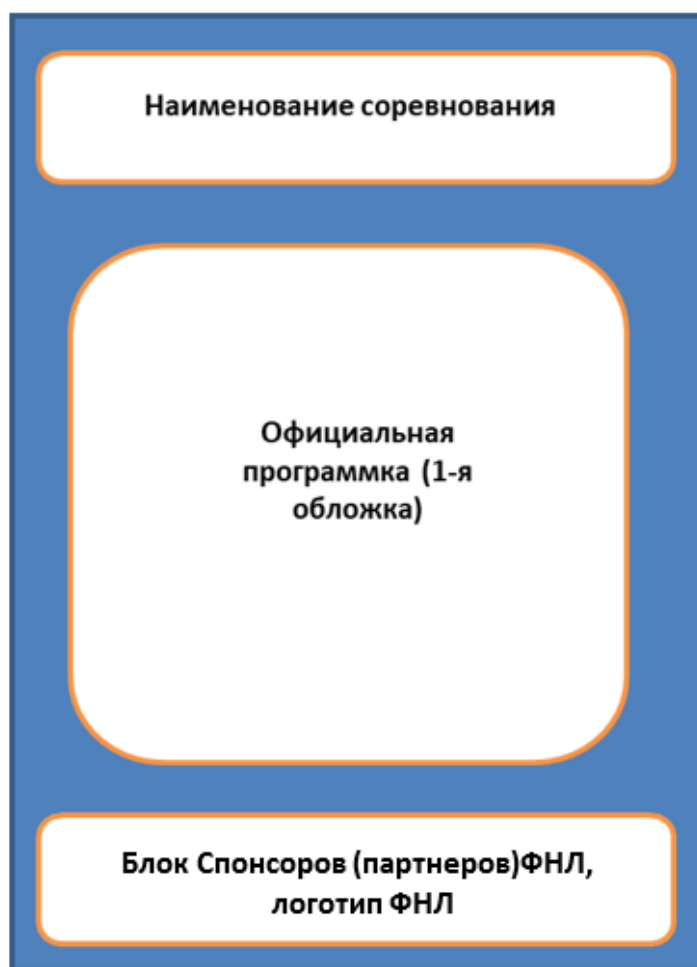 Наименование соревнования
Официальная
программка (1-я
обложка)
Блок Спонсоров (партнеров)ФНЛ,
логотип ФНЛ